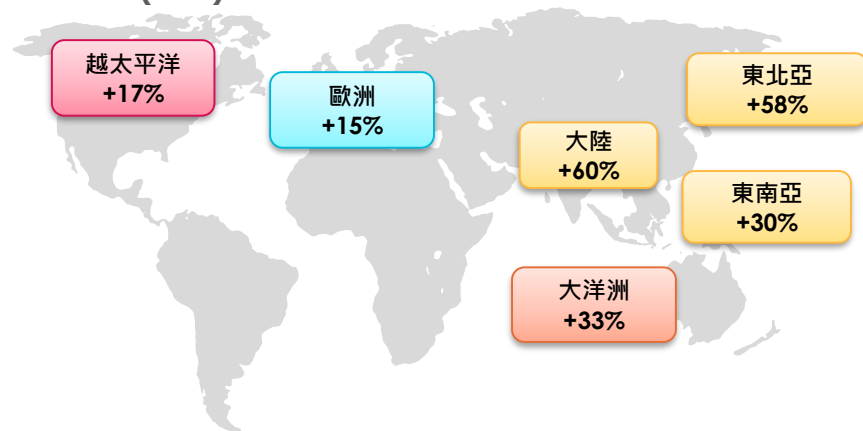 越太平洋
+17%
歐洲
+15%
東北亞
+58%
大陸
+60%
東南亞
+30%
大洋洲
+33%